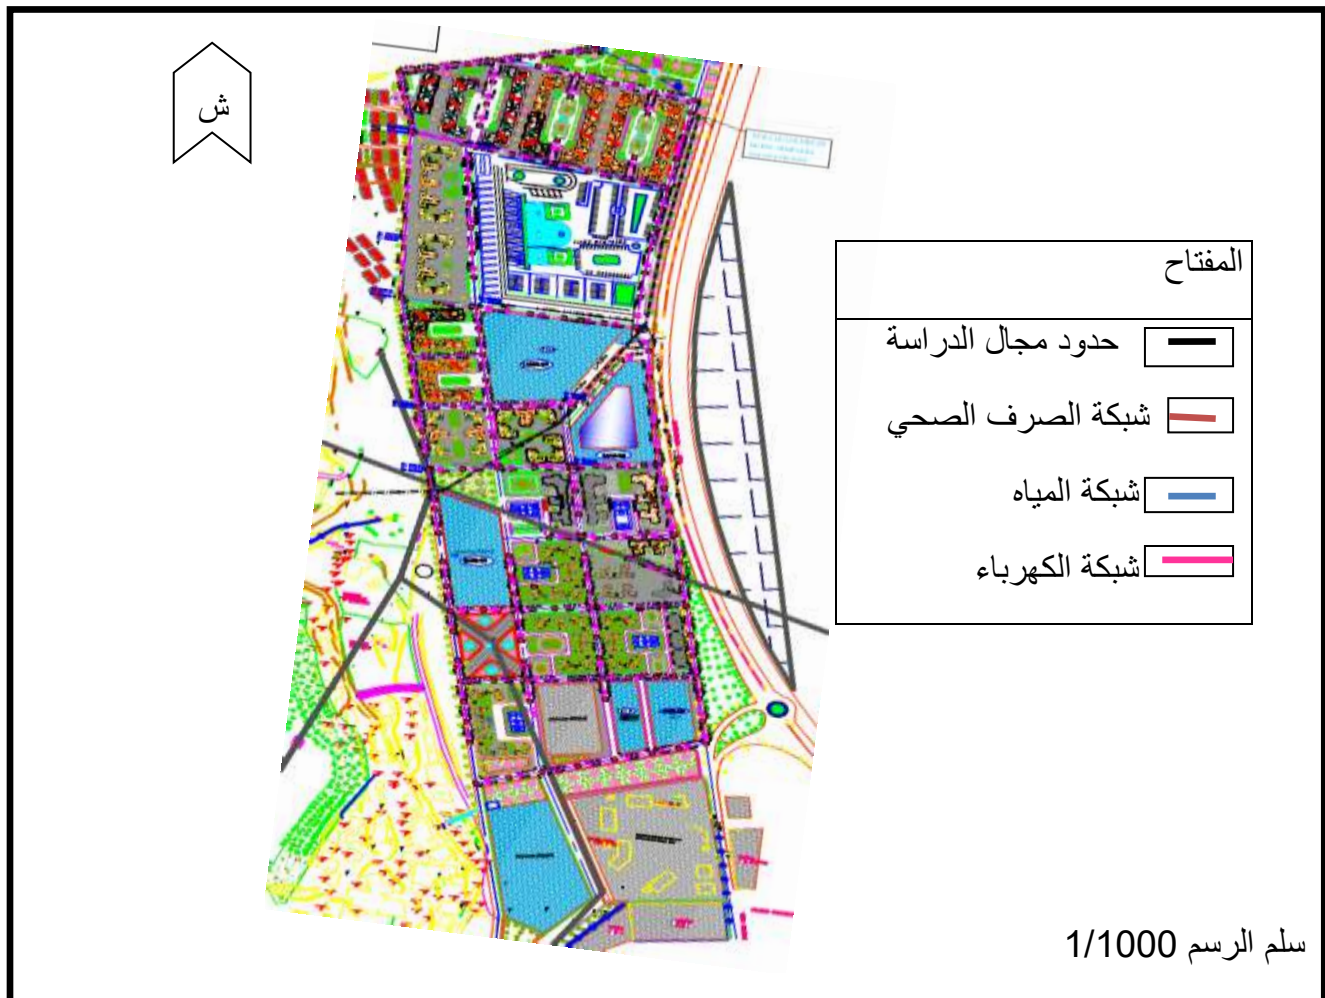 ش
المفتاح
حدود مجال الدراسة
شبكة الصرف الصحي
شبكة المياه
شبكة الكهرباء
سلم الرسم 1/1000